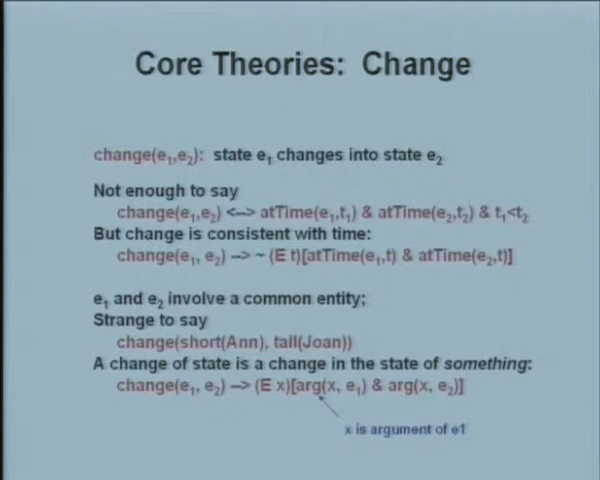 Core Theories: Change
change(e₁,e₂): state e₁ changes into state e₂
Not enough to say
change(e₁,e₂) <--> atTime(e₁,t₁) & atTime(e₂,t₂) & t₁<t₂
But change is consistent with time:
change(e₁, e₂) --> ~ (E t)[atTime(e₁,t) & atTime(e₂,t)]
e₁ and e₂ involve a common entity;
Strange to say
change(short(Ann), tall(Joan))
A change of state is a change in the state of something:
change(e₁, e₂) --> (E x)[arg(x, e₁) & arg(x, e₂)]
x is argument of e1